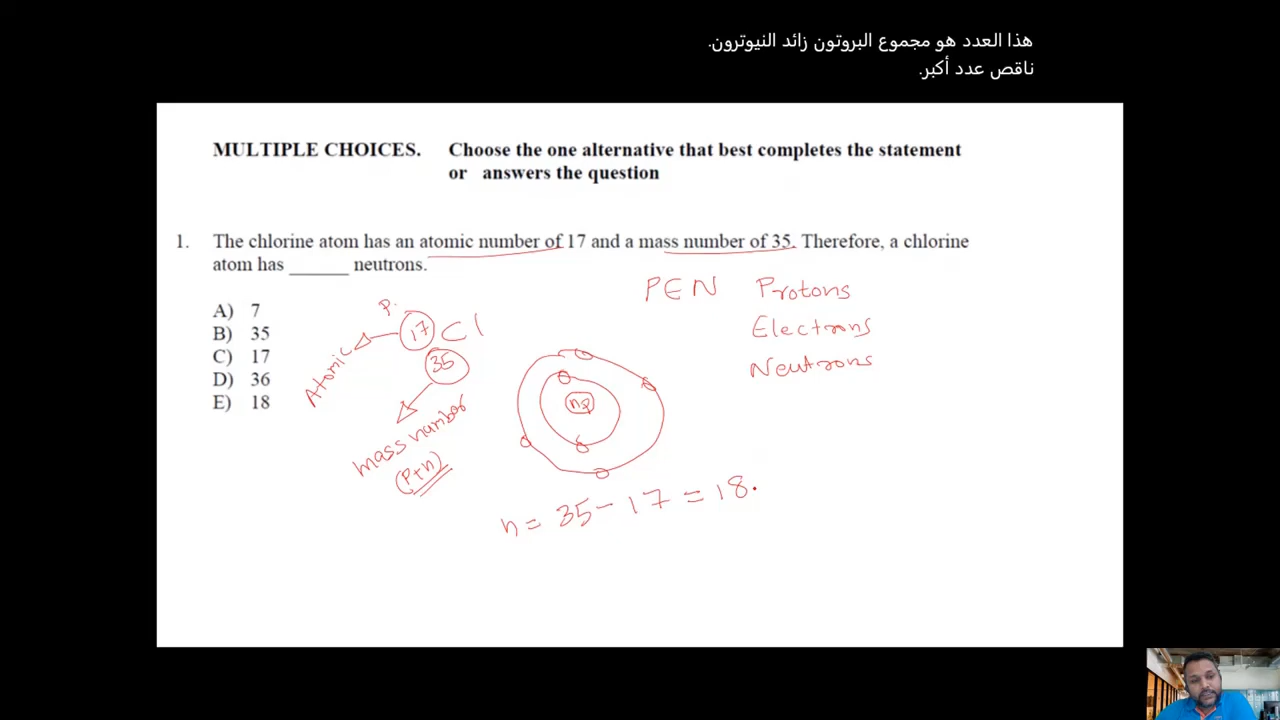 هذا العدد هو مجموع البروتون زائد النيوترون.
ناقص عدد أكبر.
MULTIPLE CHOICES. Choose the one alternative that best completes the statement
or answers the question
1. The chlorine atom has an atomic number of 17 and a mass number of 35. Therefore, a chlorine
atom has ______ neutrons.
A) 7
B) 35
C) 17
D) 36
E) 18
P.
17 Cl
35
Atomic
mass number
(P+n)
PEN Protons
Electrons
Neutrons
np
n = 35 - 17 = 18.